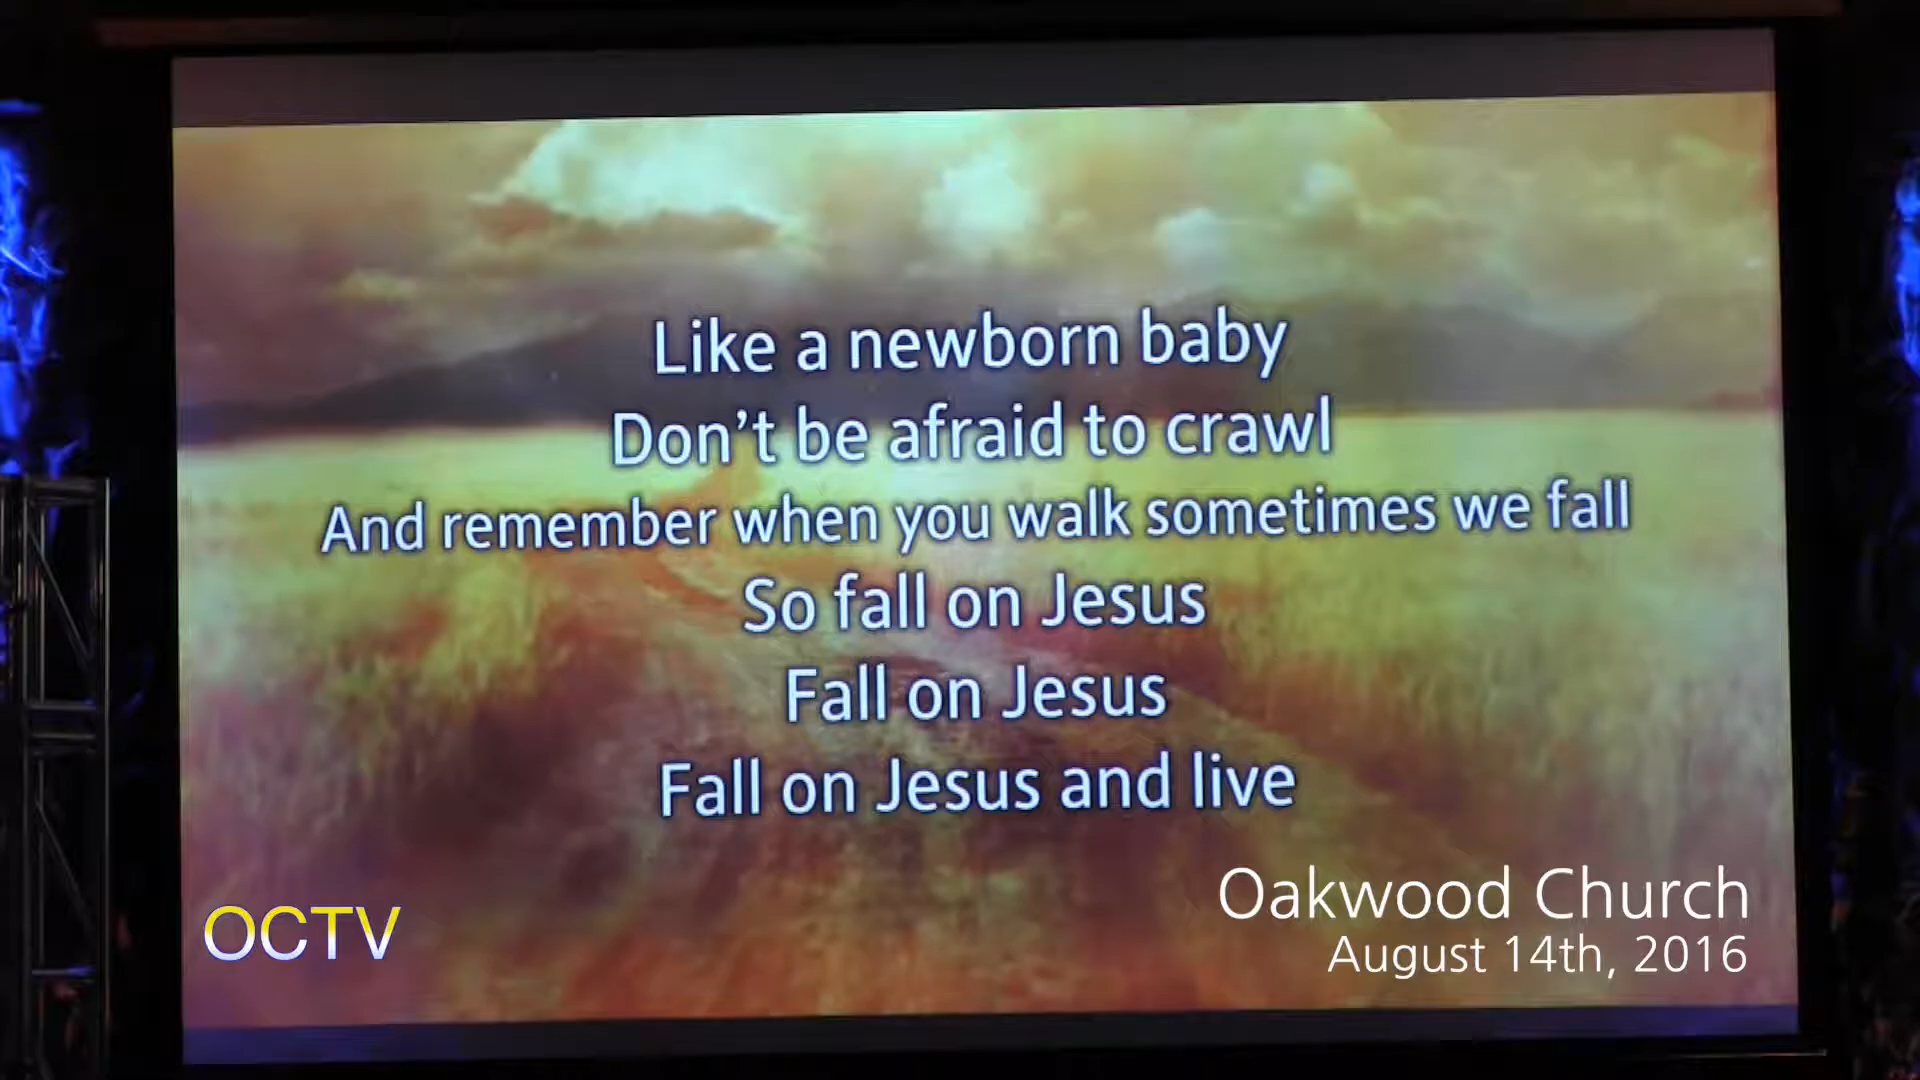 Like a newborn baby
Don't be afraid to crawl
And remember when you walk sometimes we fall
So fall on Jesus
Fall on Jesus
Fall on Jesus and live
OCTV
Oakwood Church
August 14th, 2016